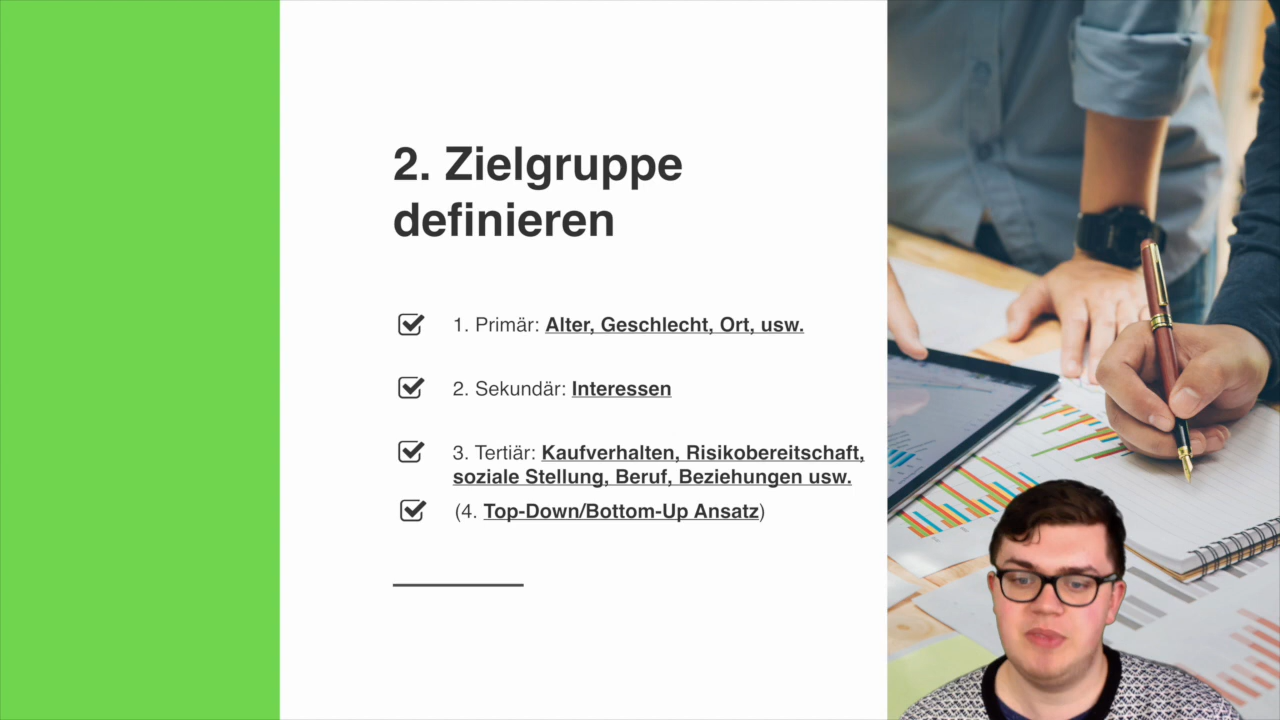 2. Zielgruppe
definieren
1. Primär: Alter, Geschlecht, Ort, usw.
2. Sekundär: Interessen
3. Tertiär: Kaufverhalten, Risikobereitschaft,
soziale Stellung, Beruf, Beziehungen usw.
(4. Top-Down/Bottom-Up Ansatz)